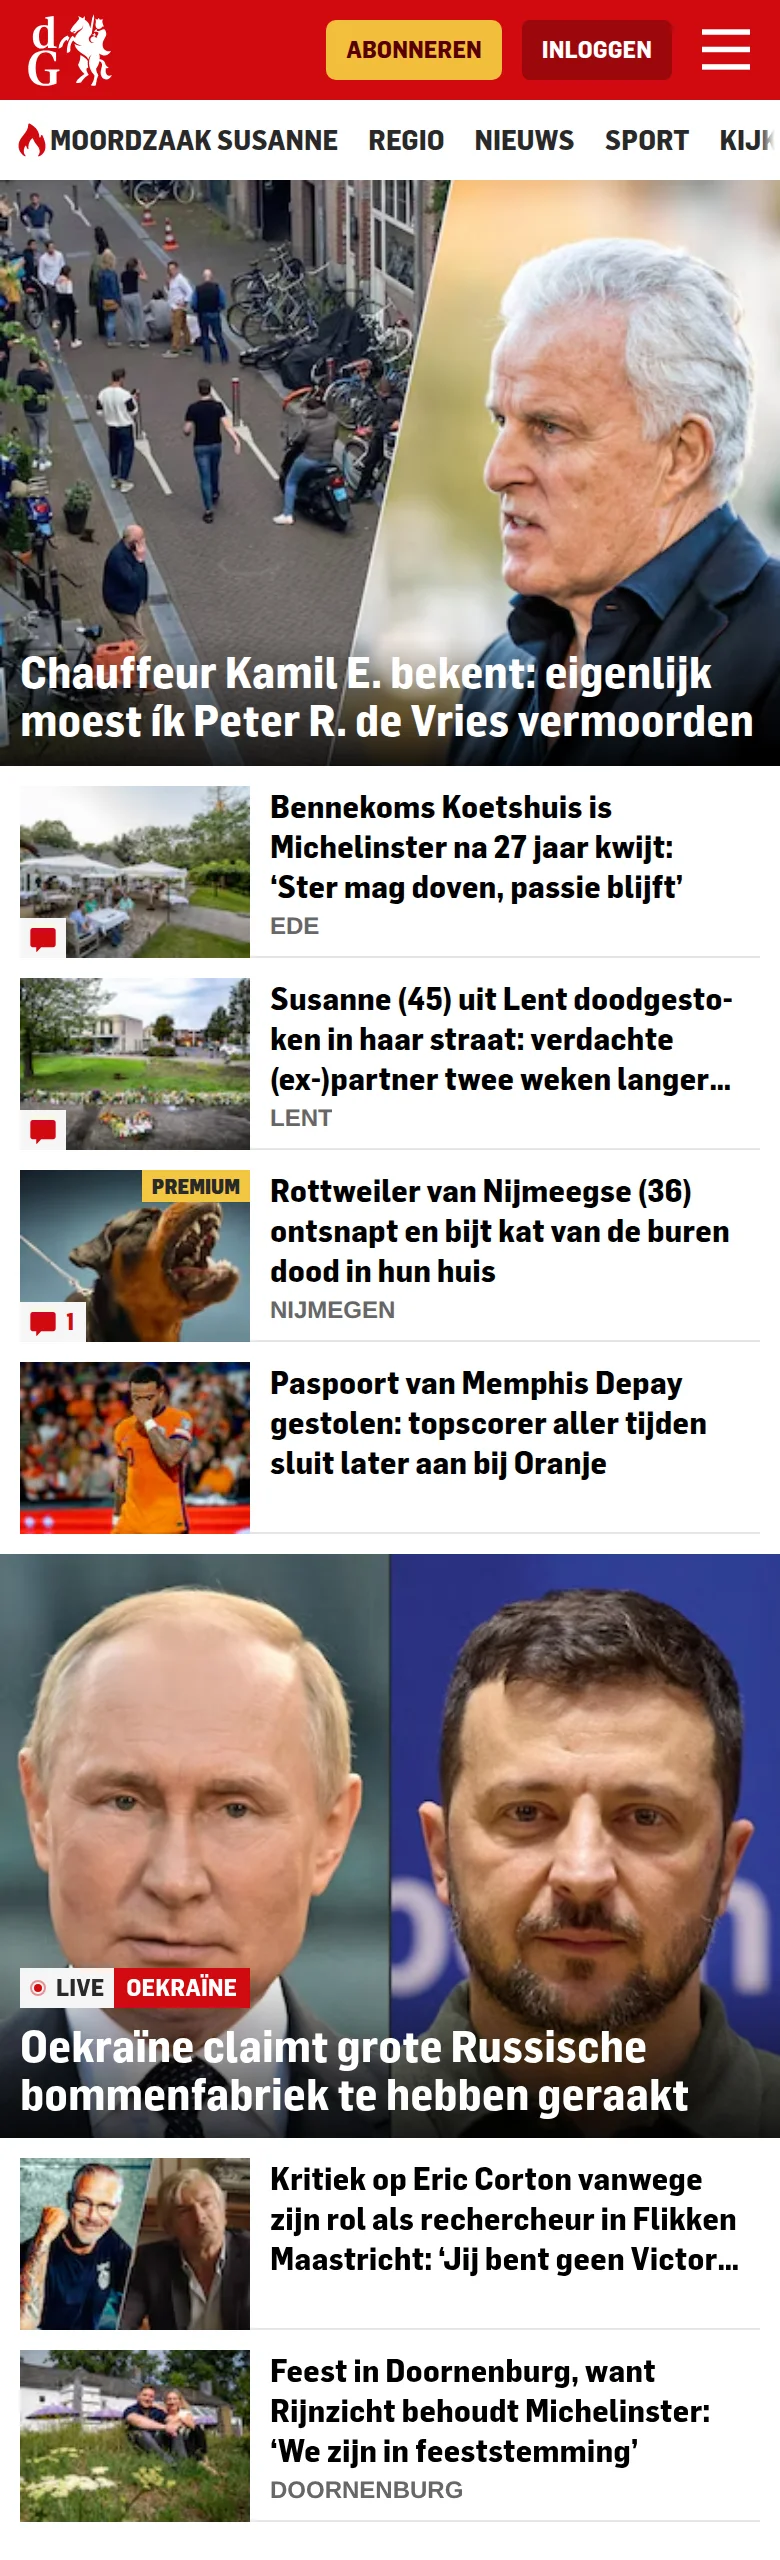 dG
ABONNEREN
INLOGGEN
MOORDZAAK SUSANNE
REGIO
NIEUWS
SPORT
KIJK
Chauffeur Kamil E. bekent: eigenlijk
moest ík Peter R. de Vries vermoorden
Bennekoms Koetshuis is
Michelinster na 27 jaar kwijt:
‘Ster mag doven, passie blijft’
EDE
Susanne (45) uit Lent doodgesto-
ken in haar straat: verdachte
(ex-)partner twee weken langer...
LENT
PREMIUM
1
Rottweiler van Nijmeegse (36)
ontsnapt en bijt kat van de buren
dood in hun huis
NIJMEGEN
Paspoort van Memphis Depay
gestolen: topscorer aller tijden
sluit later aan bij Oranje
LIVE OEKRAÏNE
Oekraïne claimt grote Russische
bommenfabriek te hebben geraakt
Kritiek op Eric Corton vanwege
zijn rol als rechercheur in Flikken
Maastricht: ‘Jij bent geen Victor...
Feest in Doornenburg, want
Rijnzicht behoudt Michelinster:
‘We zijn in feeststemming’
DOORNENBURG